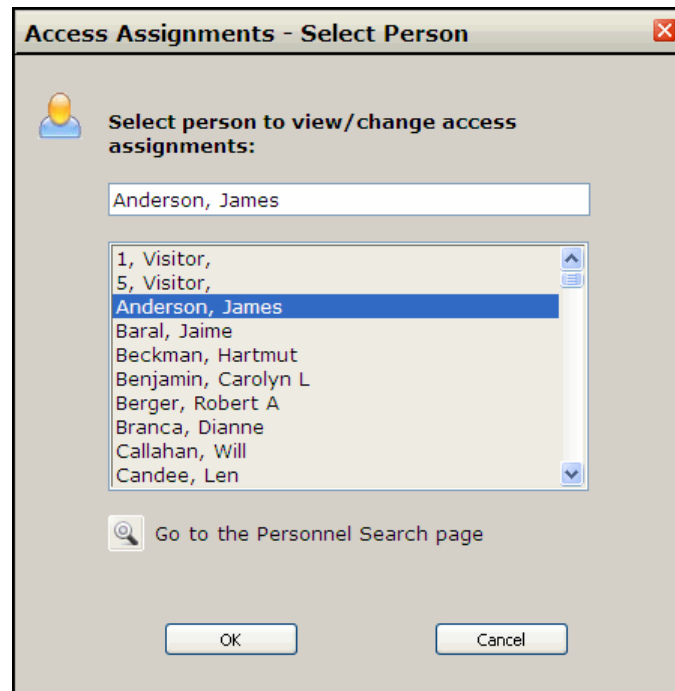 Access Assignments - Select Person
Select person to view/change access
assignments:
Anderson, James
1, Visitor,
5, Visitor,
Anderson, James
Baral, Jaime
Beckman, Hartmut
Benjamin, Carolyn L
Berger, Robert A
Branca, Dianne
Callahan, Will
Candee, Len
Go to the Personnel Search page
OK
Cancel